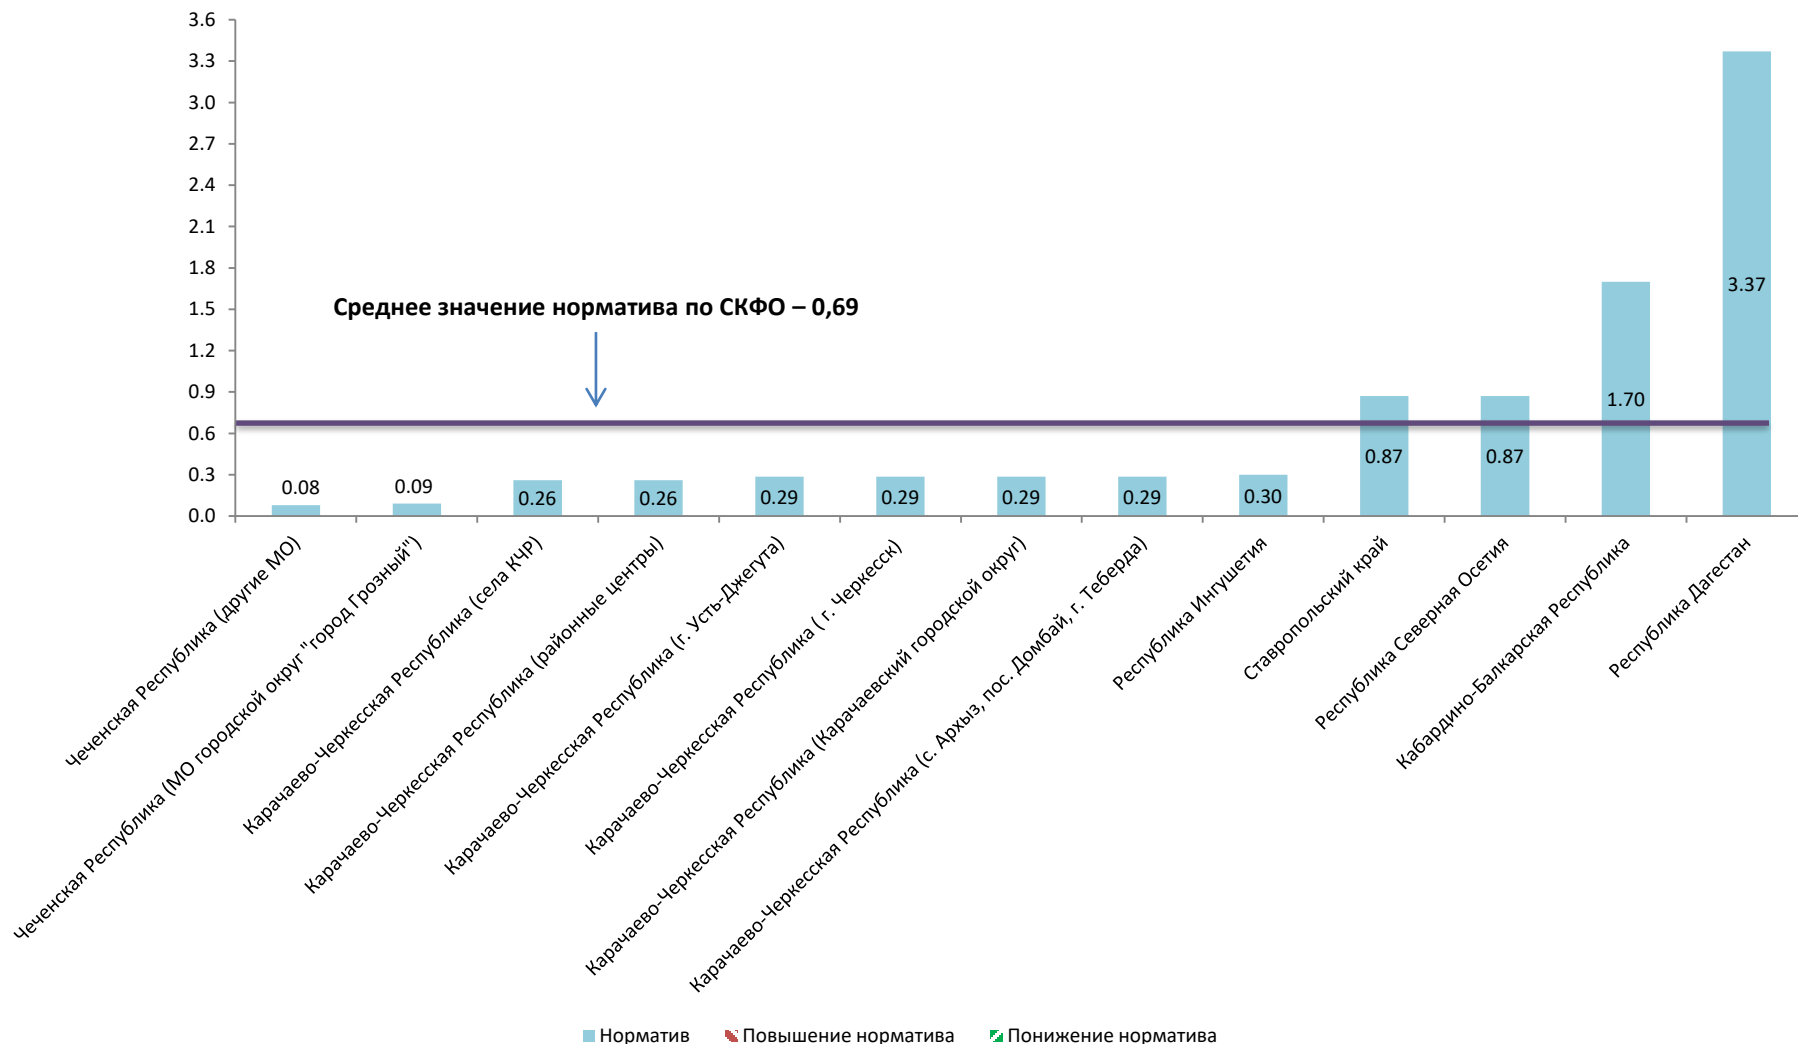 3.6
3.3
3.0
2.7
2.4
2.1
1.8
1.5
1.2
0.9
0.6
0.3
0.0
Среднее значение норматива по СКФО – 0,69
0.08
0.09
0.26
0.26
0.29
0.29
0.29
0.29
0.30
0.87
0.87
1.70
3.37
Чеченская Республика (другие МО)
Чеченская Республика (МО городской округ "город Грозный")
Карачаево-Черкесская Республика (села КЧР)
Карачаево-Черкесская Республика (районные центры)
Карачаево-Черкесская Республика (г. Усть-Джегута)
Карачаево-Черкесская Республика ( г. Черкесск)
Карачаево-Черкесская Республика (Карачаевский городской округ)
Карачаево-Черкесская Республика (с. Архыз, пос. Домбай, г. Теберда)
Республика Ингушетия
Ставропольский край
Республика Северная Осетия
Кабардино-Балкарская Республика
Республика Дагестан
Норматив
Повышение норматива
Понижение норматива